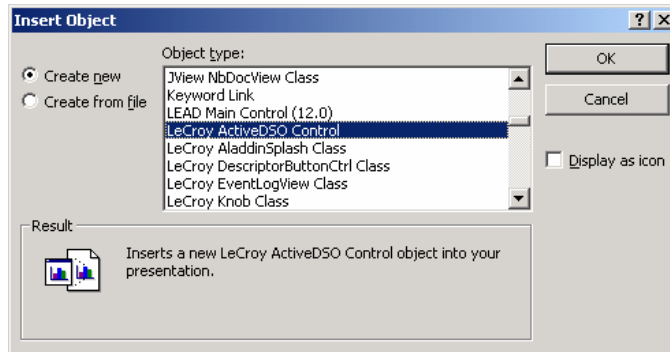 Insert Object
Object type:
Create new
Create from file
JView NbDocView Class
Keyword Link
LEAD Main Control (12.0)
LeCroy ActiveDSO Control
LeCroy AladdinSplash Class
LeCroy DescriptorButtonCtrl Class
LeCroy EventLogView Class
LeCroy Knob Class
OK
Cancel
Display as icon
Result
Inserts a new LeCroy ActiveDSO Control object into your
presentation.